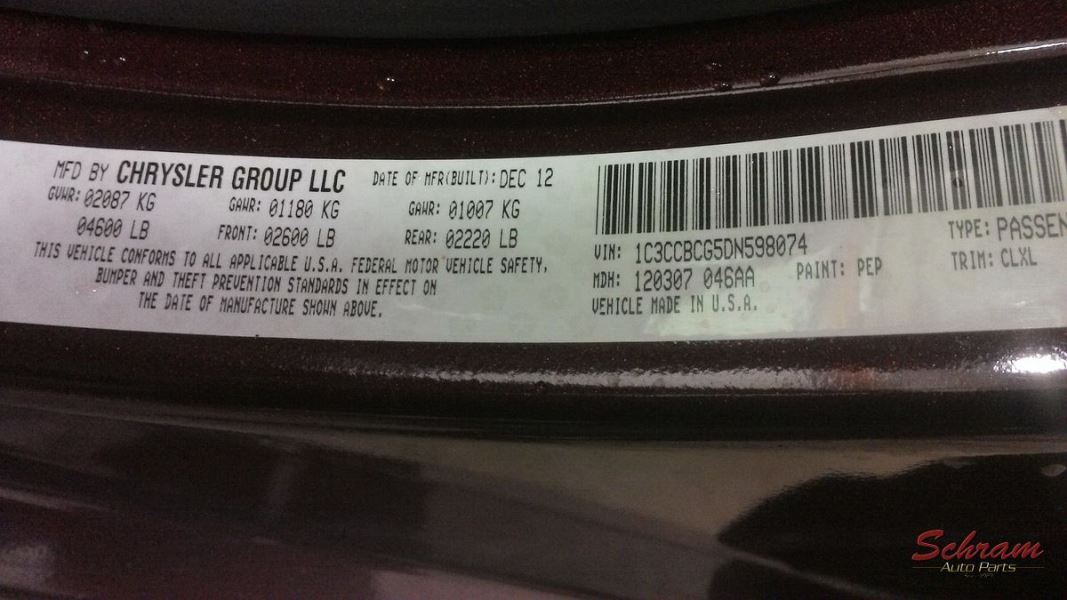 MFD BY CHRYSLER GROUP LLC DATE OF MFR(BUILT): DEC 12
GVWR: 02087 KG GAWR: 01180 KG GAWR: 01007 KG
04600 LB FRONT: 02600 LB REAR: 02220 LB
THIS VEHICLE CONFORMS TO ALL APPLICABLE U.S.A. FEDERAL MOTOR VEHICLE SAFETY,
BUMPER AND THEFT PREVENTION STANDARDS IN EFFECT ON
THE DATE OF MANUFACTURE SHOWN ABOVE.
VIN: 1C3CCBCG5DN598074 TYPE: PASSEN
MDH: 120307 046AA PAINT: PEP TRIM: CLXL
VEHICLE MADE IN U.S.A.
Schram
Auto Parts